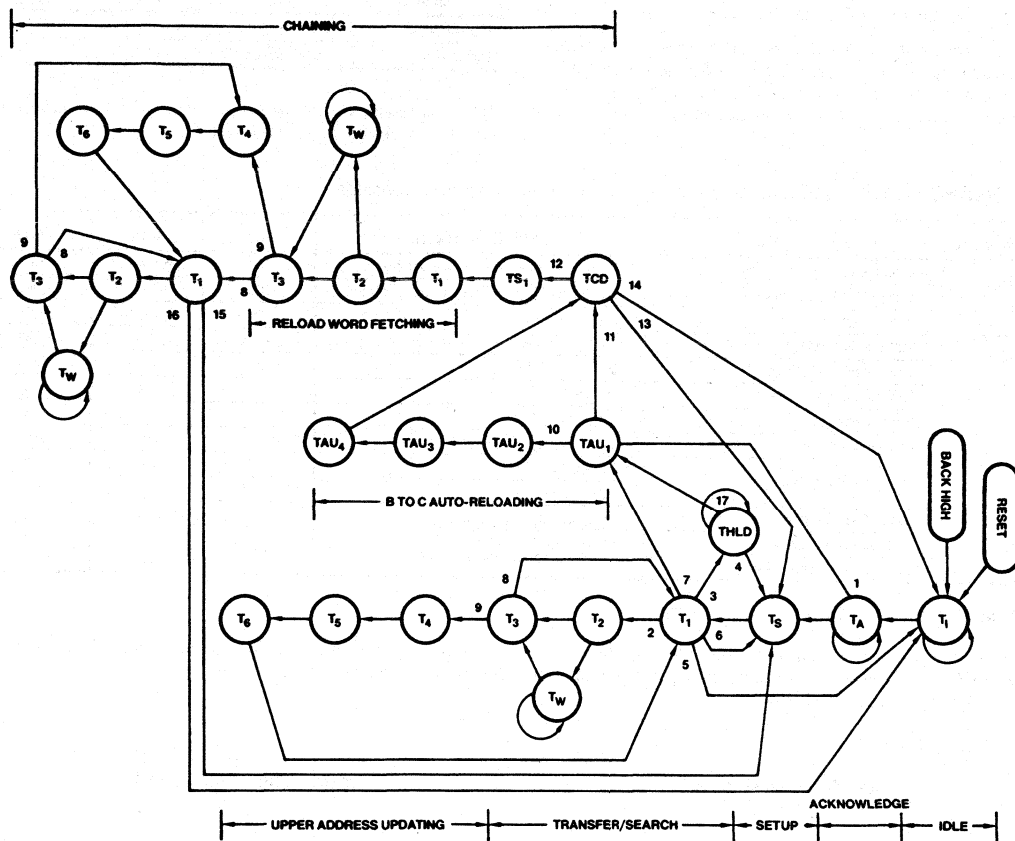 CHAINING
T6 T5 T4 TW
9 8 9 12 14
T3 T2 T1 T3 T2 T1 TS1 TCD
8 13
16 15
RELOAD WORD FETCHING
11
TW
10
TAU4 TAU3 TAU2 TAU1
BACK HIGH
RESET
B TO C AUTO-RELOADING
17
THLD
4
8 7 3 1
9
T6 T5 T4 T3 T2 T1 TS TA TI
2 6
5
TW
ACKNOWLEDGE
UPPER ADDRESS UPDATING TRANSFER/SEARCH SETUP IDLE